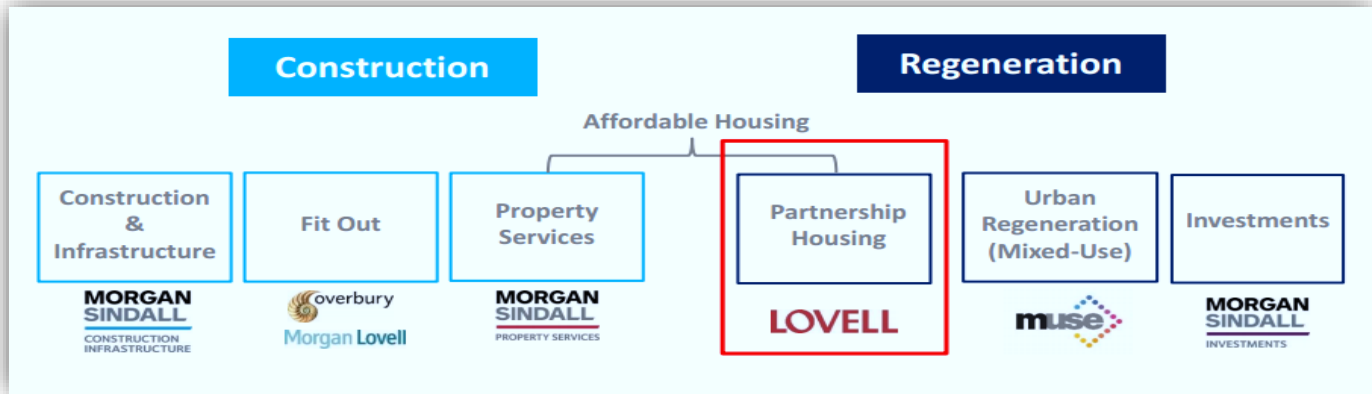 Construction
Regeneration
Affordable Housing
Construction
&
Infrastructure
Fit Out
Property
Services
Partnership
Housing
Urban
Regeneration
(Mixed-Use)
Investments
MORGAN
SINDALL
CONSTRUCTION
INFRASTRUCTURE
overbury
Morgan Lovell
MORGAN
SINDALL
PROPERTY SERVICES
LOVELL
muse
MORGAN
SINDALL
INVESTMENTS